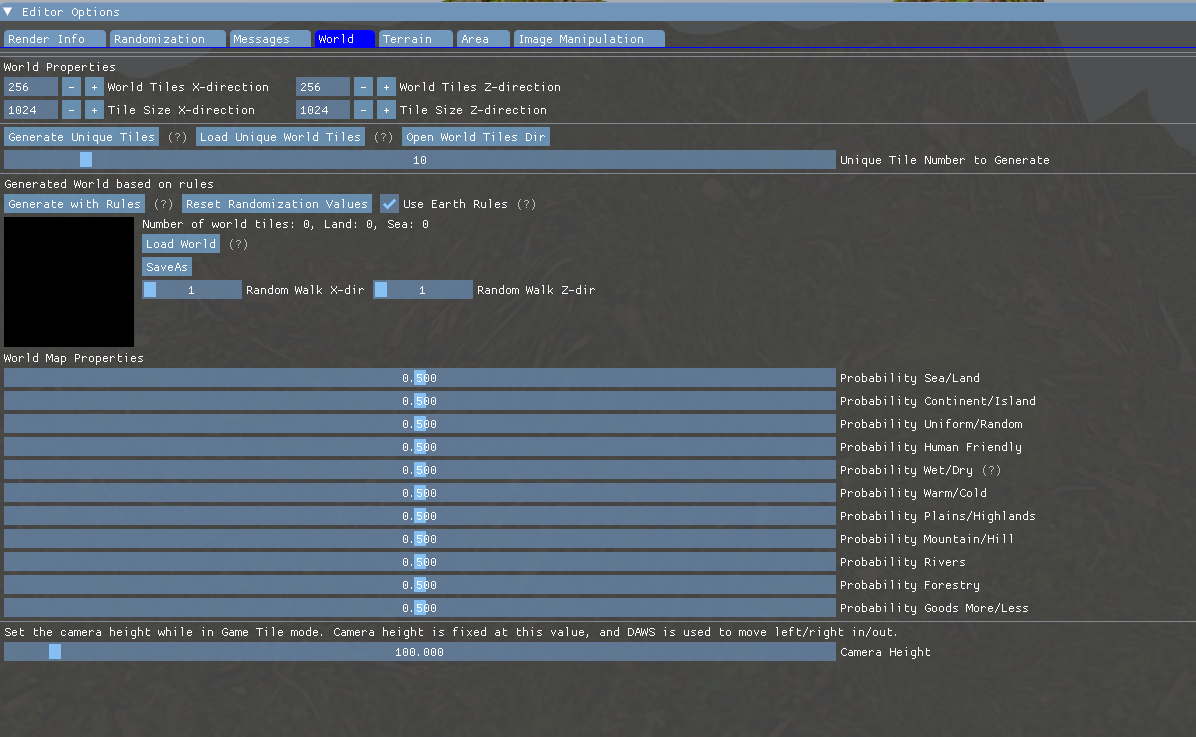 Editor Options
Render Info Randomization Messages World Terrain Area Image Manipulation
World Properties
256 - + World Tiles X-direction 256 - + World Tiles Z-direction
1024 - + Tile Size X-direction 1024 - + Tile Size Z-direction
Generate Unique Tiles (?) Load Unique World Tiles (?) Open World Tiles Dir
10 Unique Tile Number to Generate
Generated World based on rules
Generate with Rules (?) Reset Randomization Values Use Earth Rules (?)
Number of world tiles: 0, Land: 0, Sea: 0
Load World (?)
SaveAs
1 Random Walk X-dir 1 Random Walk Z-dir
World Map Properties
0.500 Probability Sea/Land
0.500 Probability Continent/Island
0.500 Probability Uniform/Random
0.500 Probability Human Friendly
0.500 Probability Wet/Dry (?)
0.500 Probability Warm/Cold
0.500 Probability Plains/Highlands
0.500 Probability Mountain/Hill
0.500 Probability Rivers
0.500 Probability Forestry
0.500 Probability Goods More/Less
Set the camera height while in Game Tile mode. Camera height is fixed at this value, and DAWS is used to move left/right in/out.
100.000 Camera Height